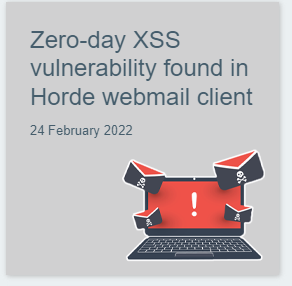 Zero-day XSS
vulnerability found in
Horde webmail client
24 February 2022
!